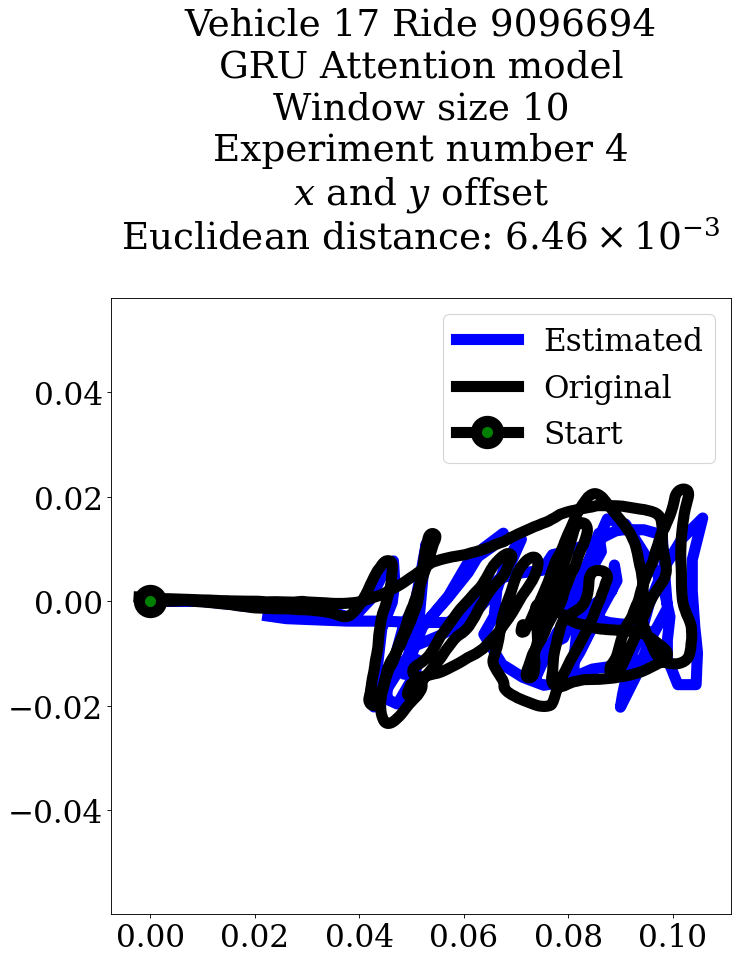 Vehicle 17 Ride 9096694
GRU Attention model
Window size 10
Experiment number 4
x and y offset
Euclidean distance: 6.46 × 10⁻³
Estimated
Original
Start
0.04
0.02
0.00
−0.02
−0.04
0.00 0.02 0.04 0.06 0.08 0.10